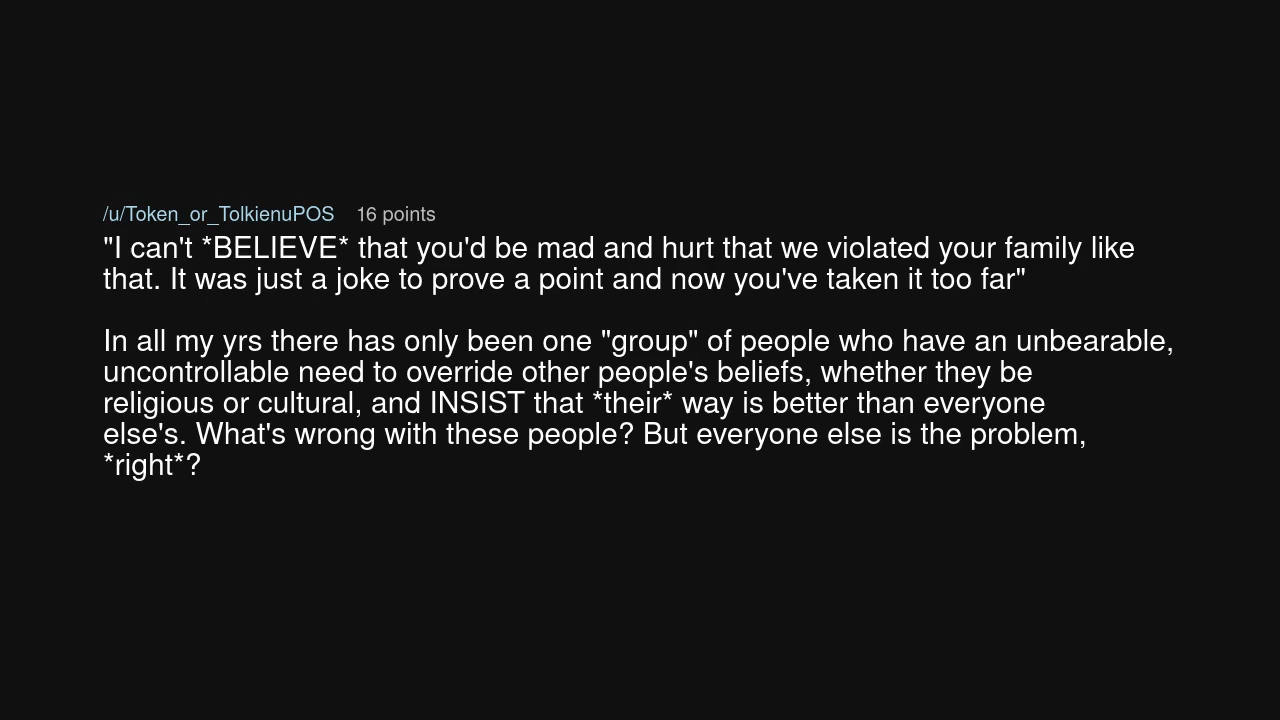 /u/Token_or_TolkienuPOS 16 points
"I can't *BELIEVE* that you'd be mad and hurt that we violated your family like
that. It was just a joke to prove a point and now you've taken it too far"
In all my yrs there has only been one "group" of people who have an unbearable,
uncontrollable need to override other people's beliefs, whether they be
religious or cultural, and INSIST that *their* way is better than everyone
else's. What's wrong with these people? But everyone else is the problem,
*right*?